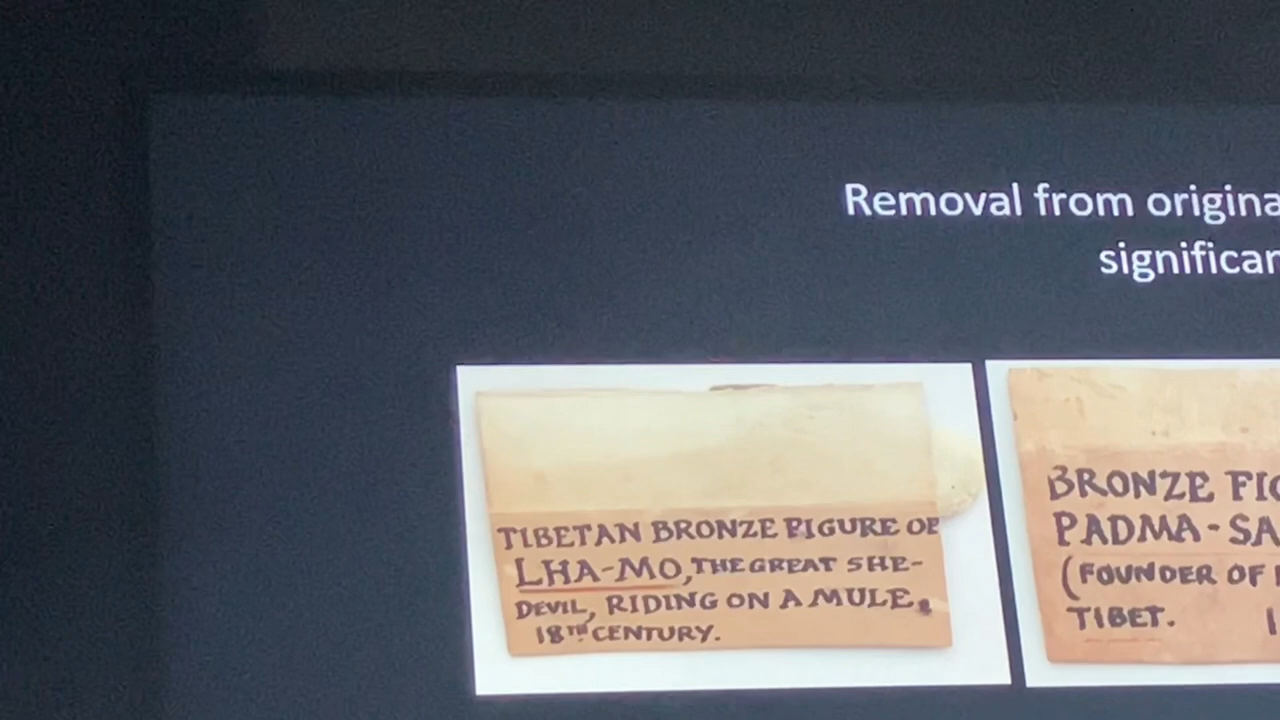 Removal from origina
significan
TIBETAN BRONZE FIGURE OF
LHA-MO, THE GREAT SHE-
DEVIL, RIDING ON A MULE.
18TH CENTURY.
BRONZE FIG
PADMA-SA
(FOUNDER OF
TIBET.